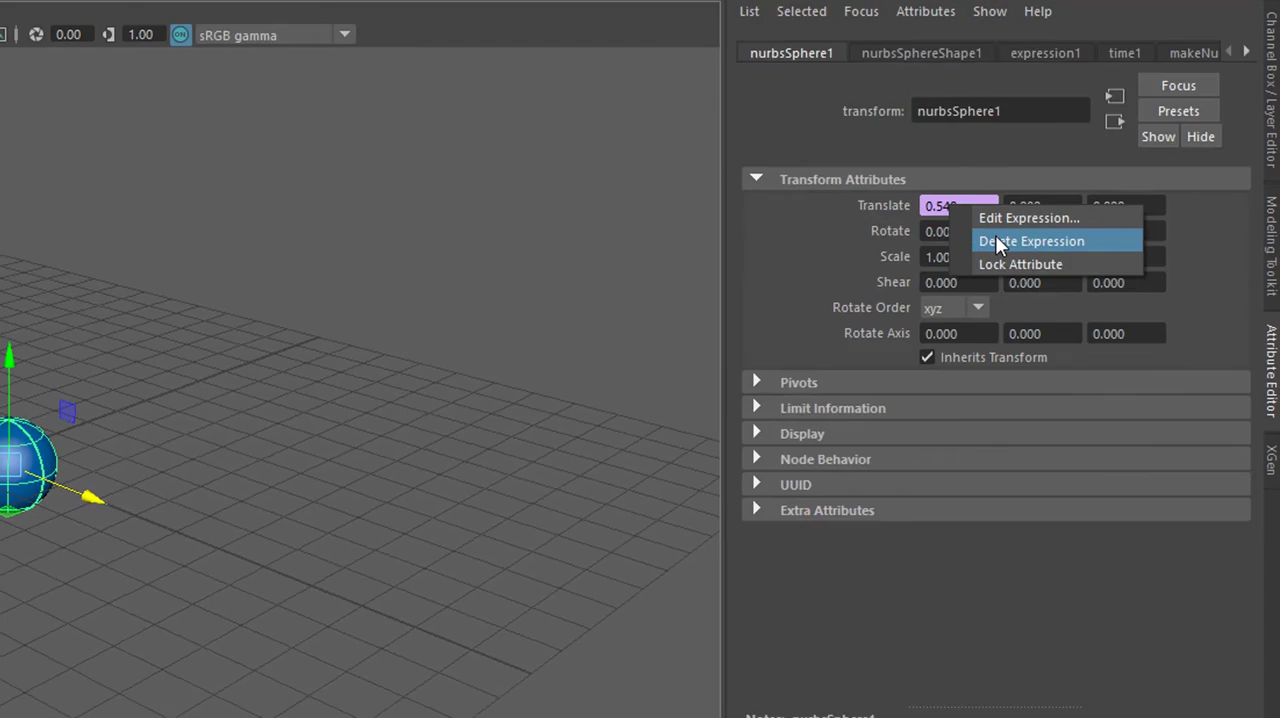 List Selected Focus Attributes Show Help
0.00 1.00 ON sRGB gamma
nurbsSphere1 nurbsSphereShape1 expression1 time1 makeNu
Focus
transform: nurbsSphere1 Presets
Show Hide
Transform Attributes
Translate
Edit Expression...
Rotate
Delete Expression
Scale
Lock Attribute
Shear 0.000 0.000 0.000
Rotate Order xyz
Rotate Axis 0.000 0.000 0.000
Inherits Transform
Pivots
Limit Information
Display
Node Behavior
UUID
Extra Attributes
Channel Box / Layer Editor
Modeling Toolkit
Attribute Editor
XGen